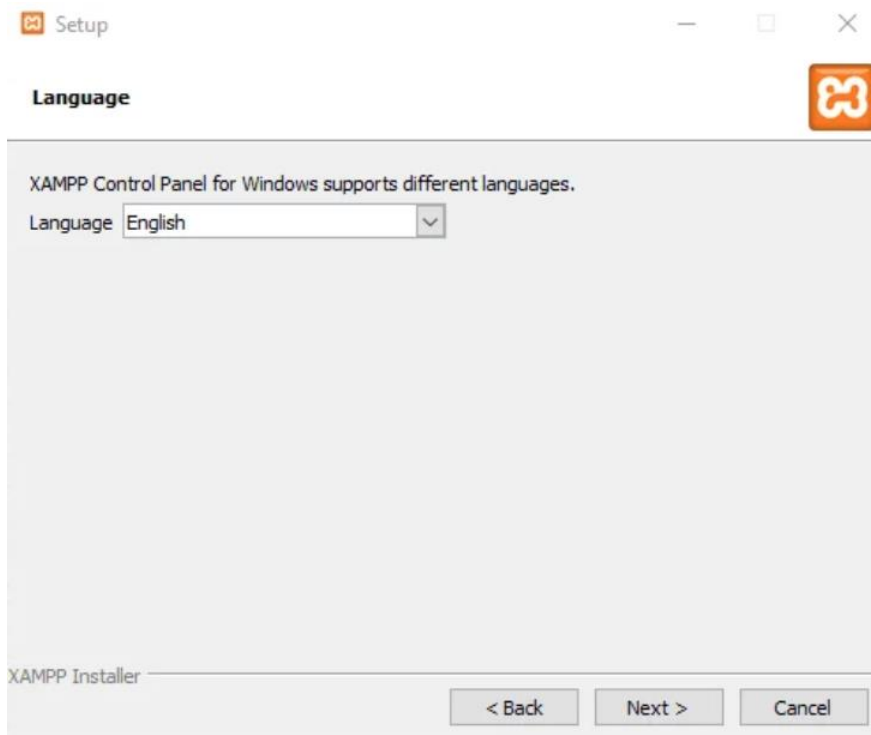 Setup
Language
XAMPP Control Panel for Windows supports different languages.
Language English
XAMPP Installer
< Back Next > Cancel